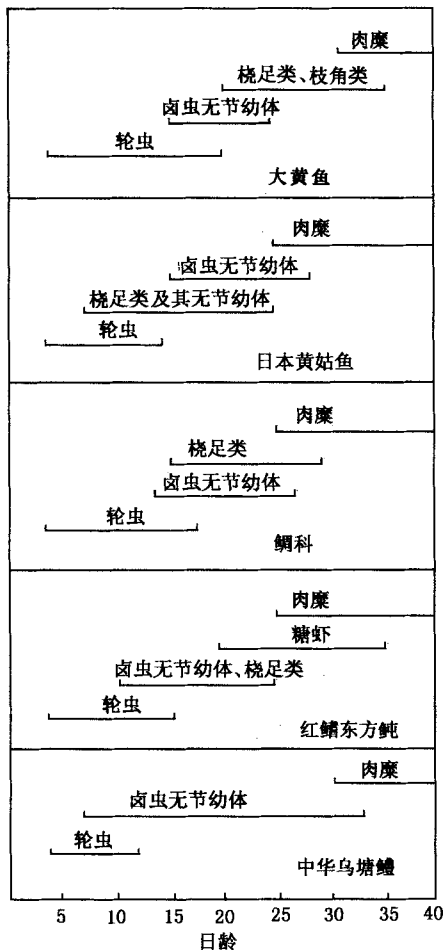 肉糜
桡足类、枝角类
卤虫无节幼体
轮虫
大黄鱼
肉糜
卤虫无节幼体
桡足类及其无节幼体
轮虫
日本黄姑鱼
肉糜
桡足类
卤虫无节幼体
轮虫
鲷科
肉糜
糖虾
卤虫无节幼体、桡足类
轮虫
红鳍东方鲀
肉糜
卤虫无节幼体
轮虫
中华乌塘鳢
5 10 15 20 25 30 35 40
日龄